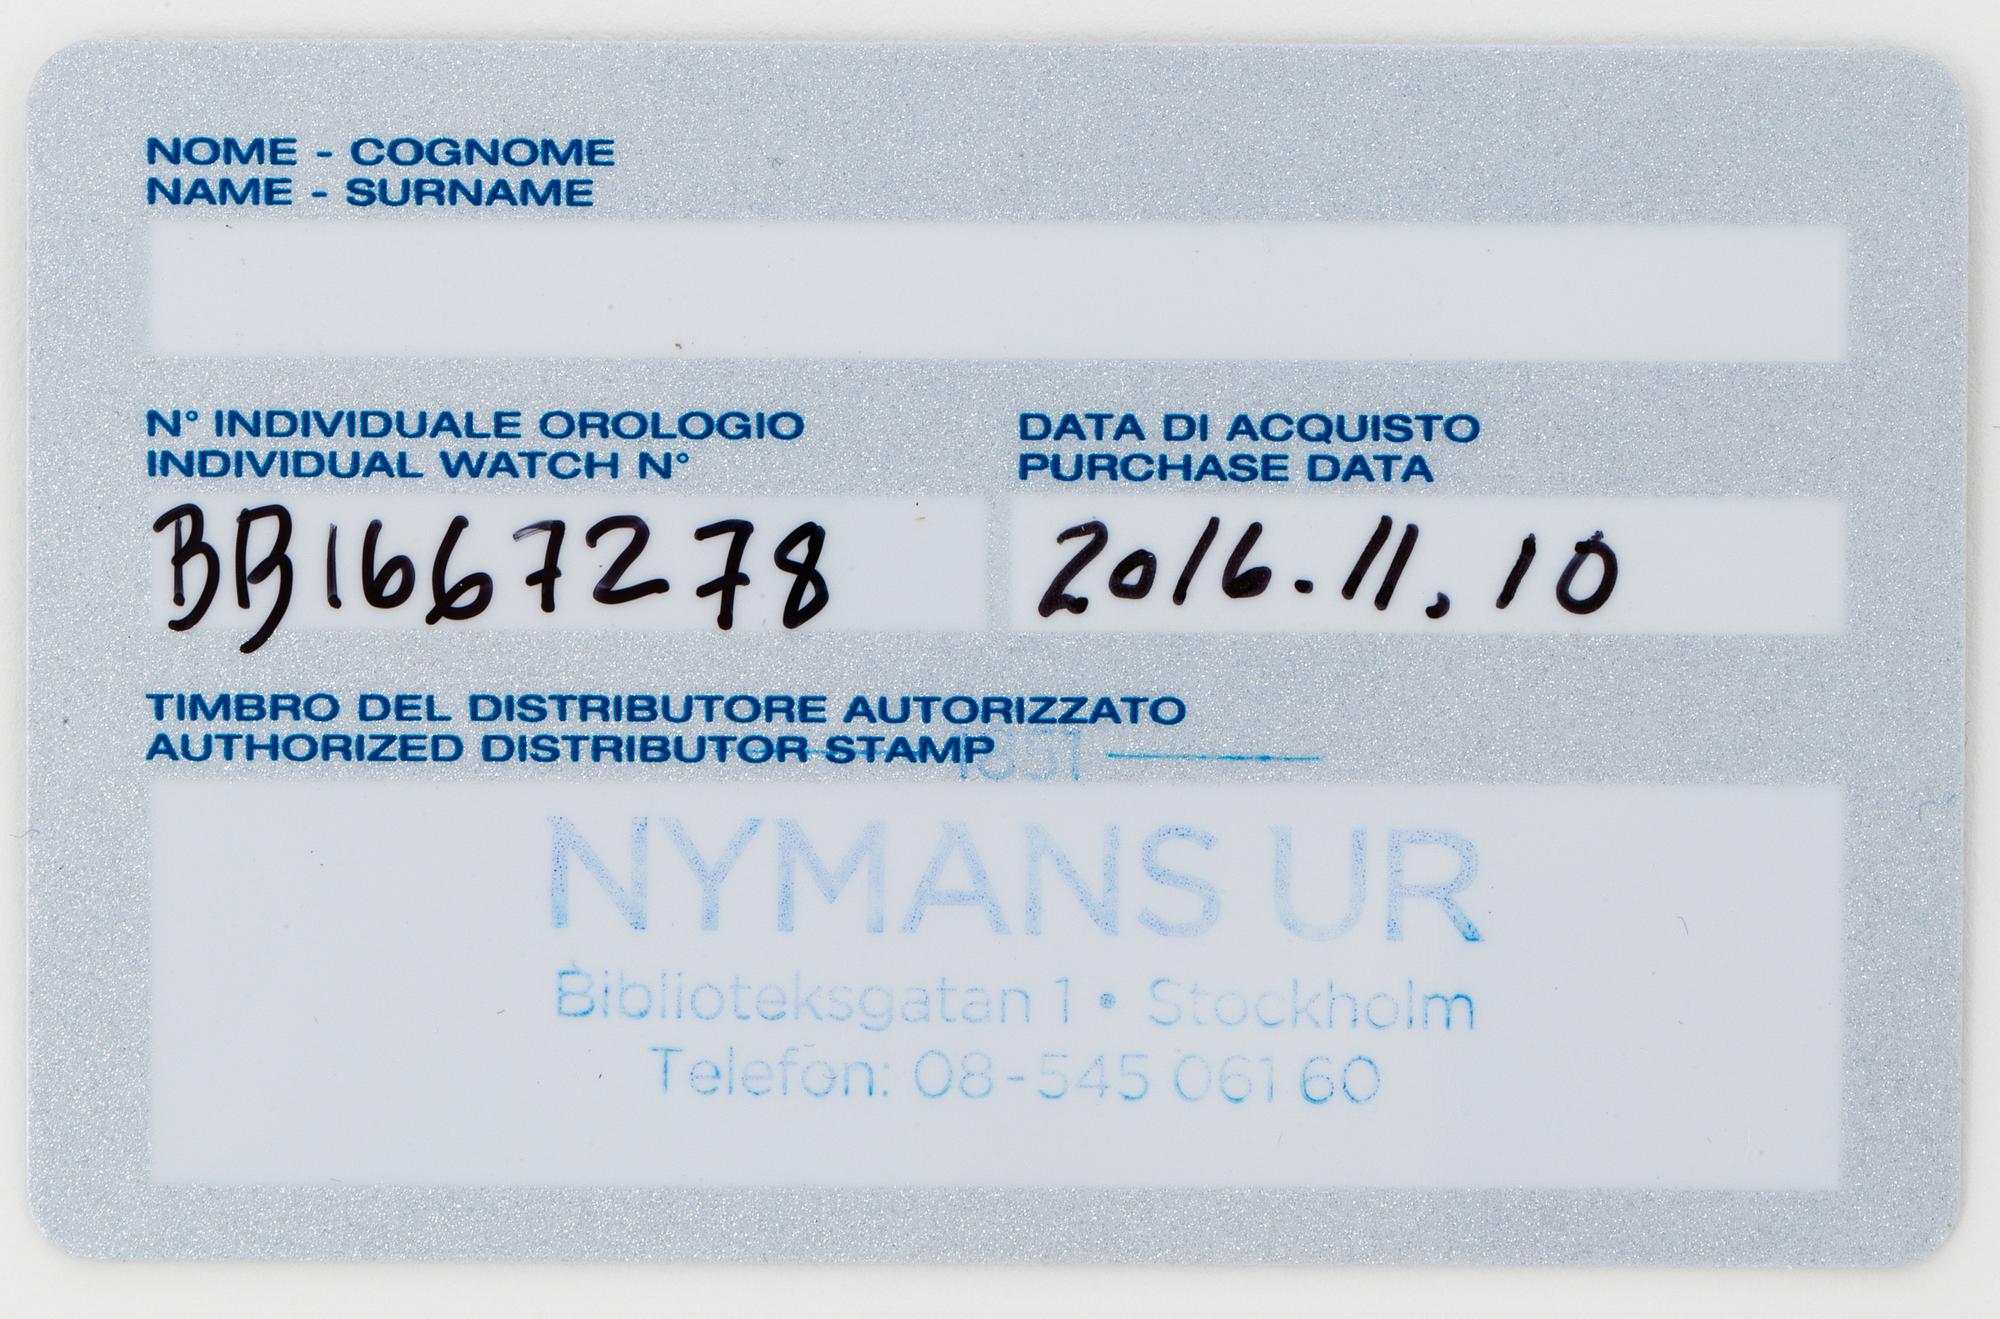 NOME - COGNOME
NAME - SURNAME
N° INDIVIDUALE OROLOGIO
INDIVIDUAL WATCH N°
BB1667278
DATA DI ACQUISTO
PURCHASE DATA
2016.11.10
TIMBRO DEL DISTRIBUTORE AUTORIZZATO
AUTHORIZED DISTRIBUTOR STAMP
1851
NYMANS UR
Biblioteksgatan 1 • Stockholm
Telefon: 08-545 061 60